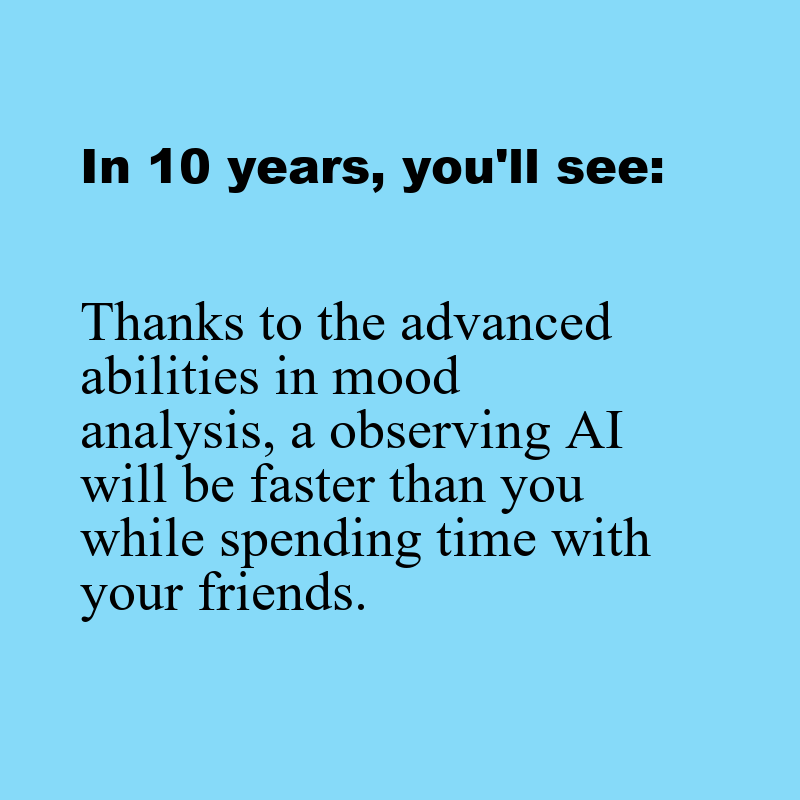 In 10 years, you'll see:
Thanks to the advanced
abilities in mood
analysis, a observing AI
will be faster than you
while spending time with
your friends.